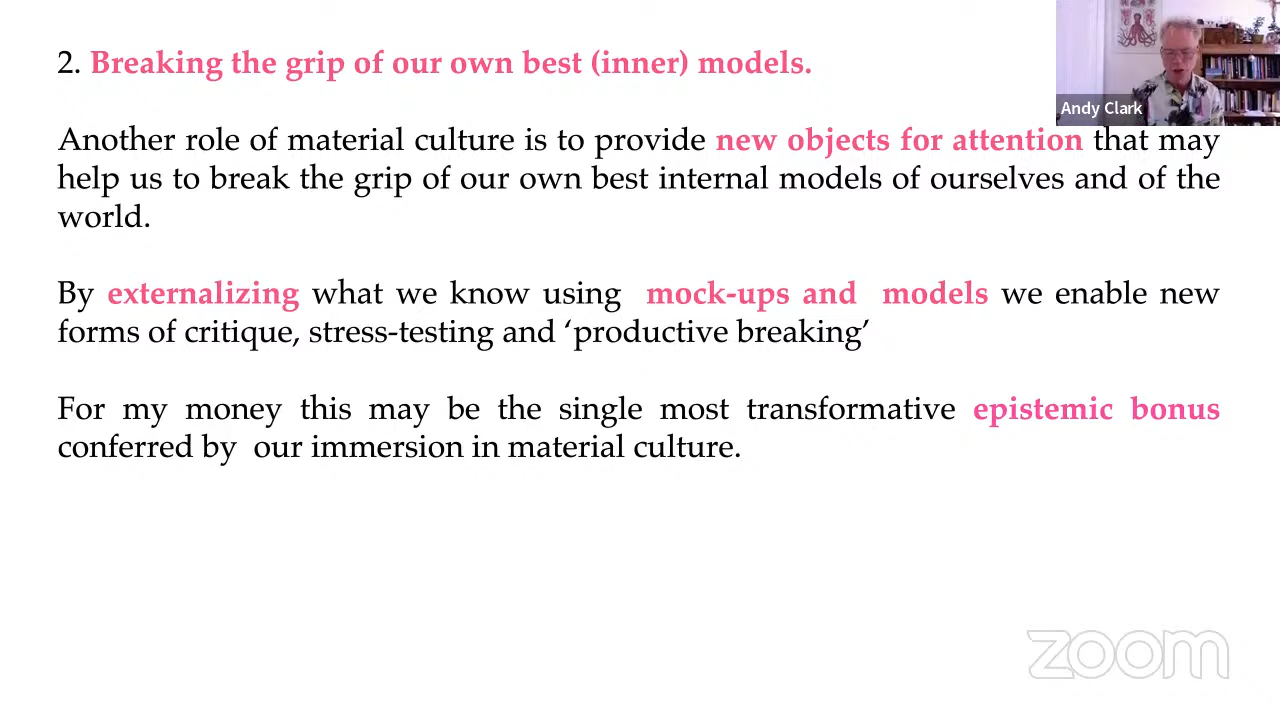 2. Breaking the grip of our own best (inner) models.
Andy Clark
Another role of material culture is to provide new objects for attention that may
help us to break the grip of our own best internal models of ourselves and of the
world.
By externalizing what we know using mock-ups and models we enable new
forms of critique, stress-testing and ‘productive breaking’
For my money this may be the single most transformative epistemic bonus
conferred by our immersion in material culture.
zoom